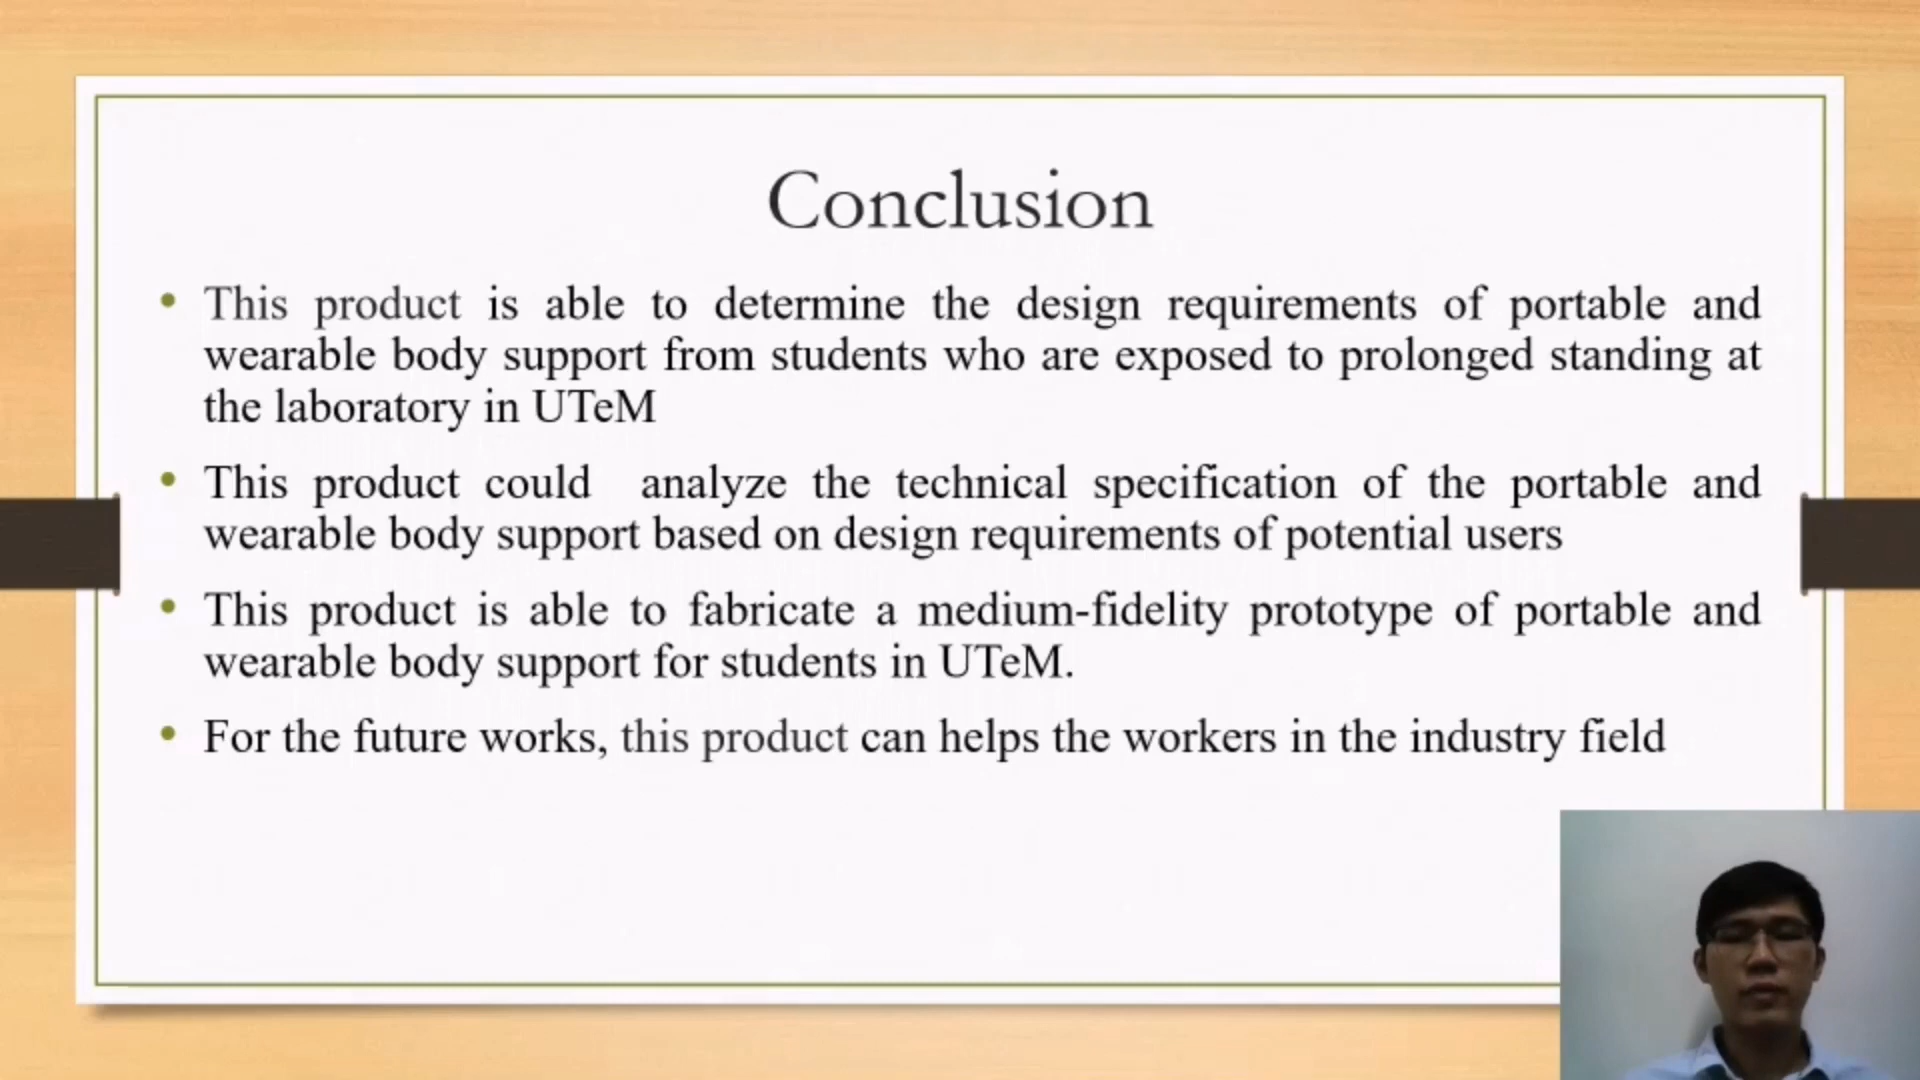 Conclusion
• This product is able to determine the design requirements of portable and
wearable body support from students who are exposed to prolonged standing at
the laboratory in UTeM
• This product could analyze the technical specification of the portable and
wearable body support based on design requirements of potential users
• This product is able to fabricate a medium-fidelity prototype of portable and
wearable body support for students in UTeM.
• For the future works, this product can helps the workers in the industry field